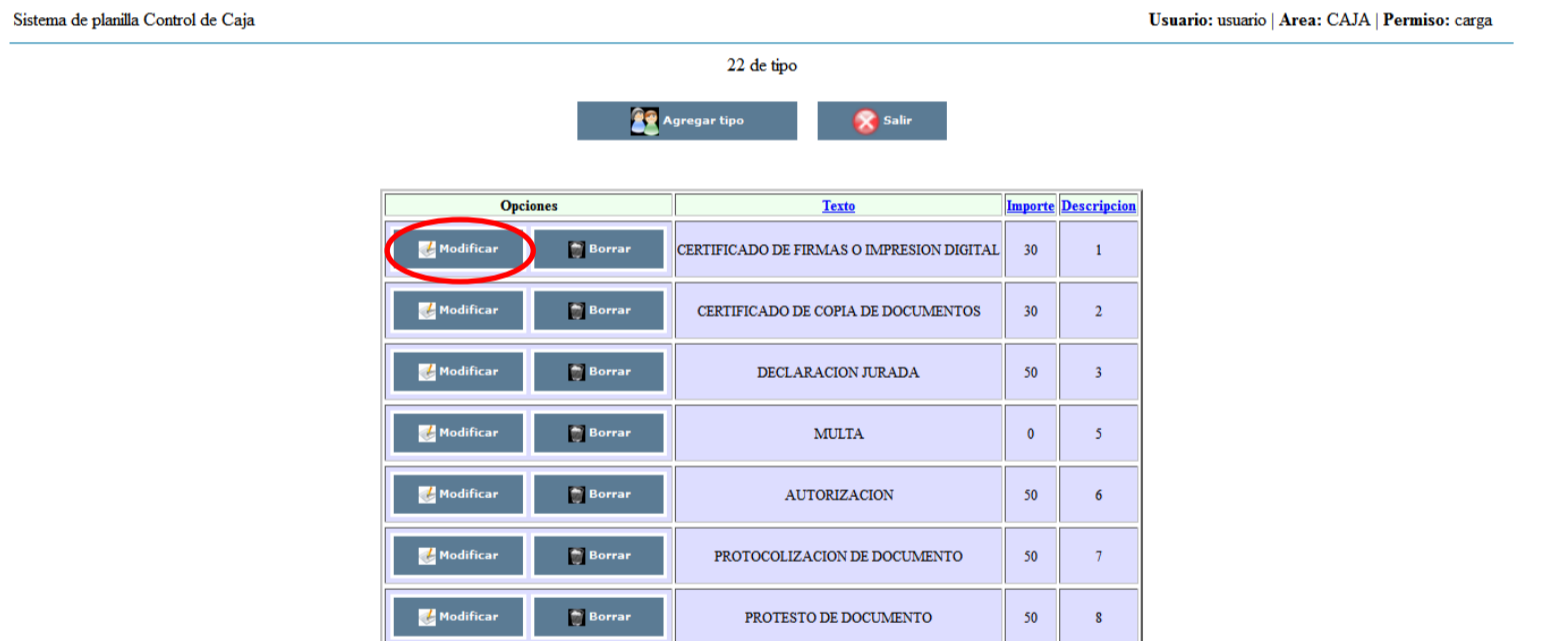 Sistema de planilla Control de Caja Usuario: usuario | Area: CAJA | Permiso: carga
22 de tipo
Agregar tipo Salir
Opciones Texto Importe Descripcion
Modificar Borrar CERTIFICADO DE FIRMAS O IMPRESION DIGITAL 30 1
Modificar Borrar CERTIFICADO DE COPIA DE DOCUMENTOS 30 2
Modificar Borrar DECLARACION JURADA 50 3
Modificar Borrar MULTA 0 5
Modificar Borrar AUTORIZACION 50 6
Modificar Borrar PROTOCOLIZACION DE DOCUMENTO 50 7
Modificar Borrar PROTESTO DE DOCUMENTO 50 8